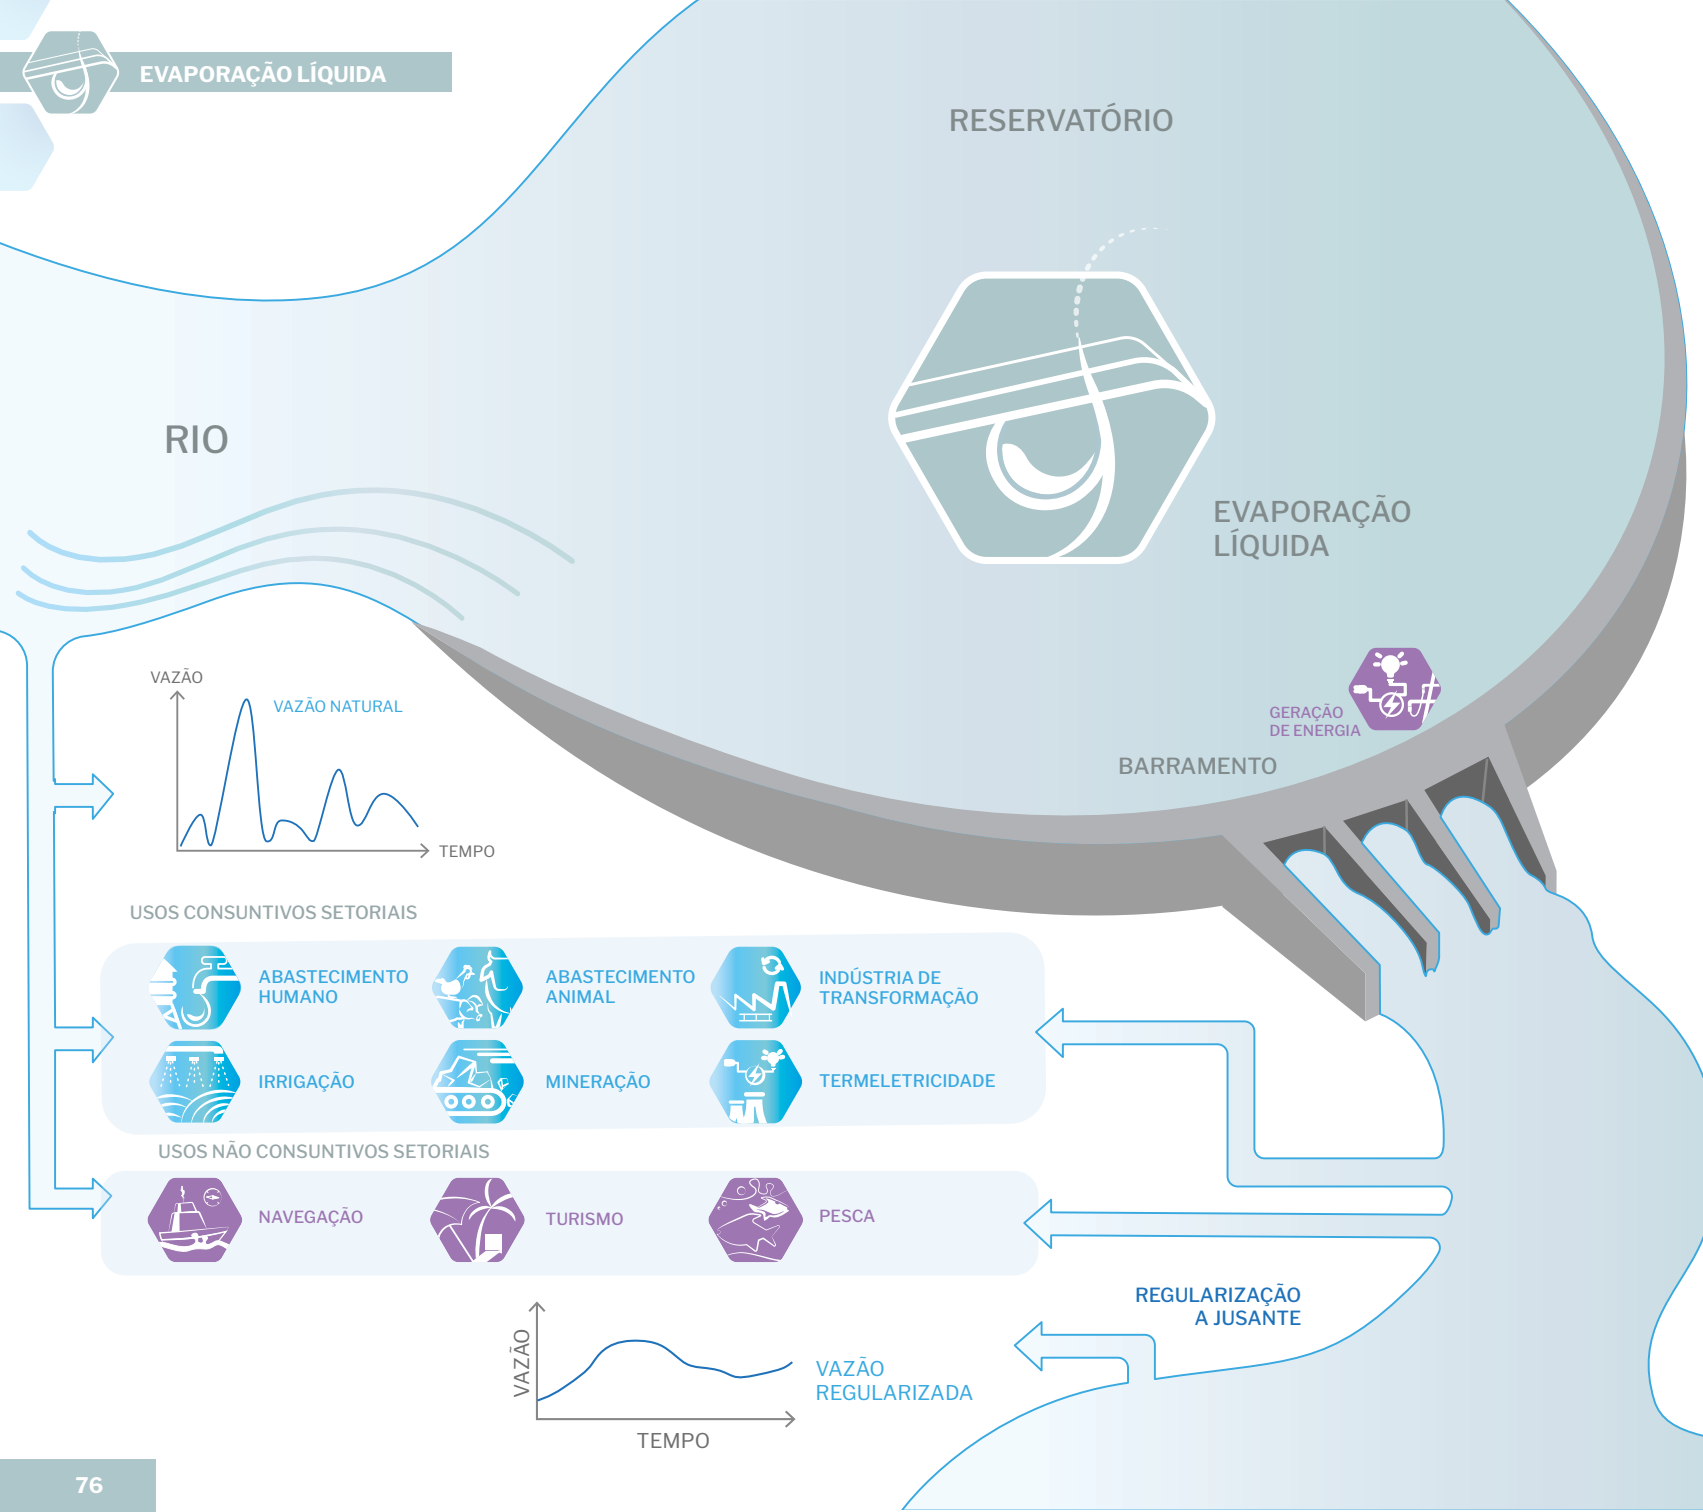 EVAPORAÇÃO LÍQUIDA
RESERVATÓRIO
RIO
EVAPORAÇÃO
LÍQUIDA
GERAÇÃO
DE ENERGIA
BARRAMENTO
VAZÃO
VAZÃO NATURAL
TEMPO
USOS CONSUNTIVOS SETORIAIS
ABASTECIMENTO
HUMANO
ABASTECIMENTO
ANIMAL
INDÚSTRIA DE
TRANSFORMAÇÃO
IRRIGAÇÃO
MINERAÇÃO
TERMELETRICIDADE
USOS NÃO CONSUNTIVOS SETORIAIS
NAVEGAÇÃO
TURISMO
PESCA
REGULARIZAÇÃO
A JUSANTE
VAZÃO
VAZÃO
REGULARIZADA
TEMPO
76